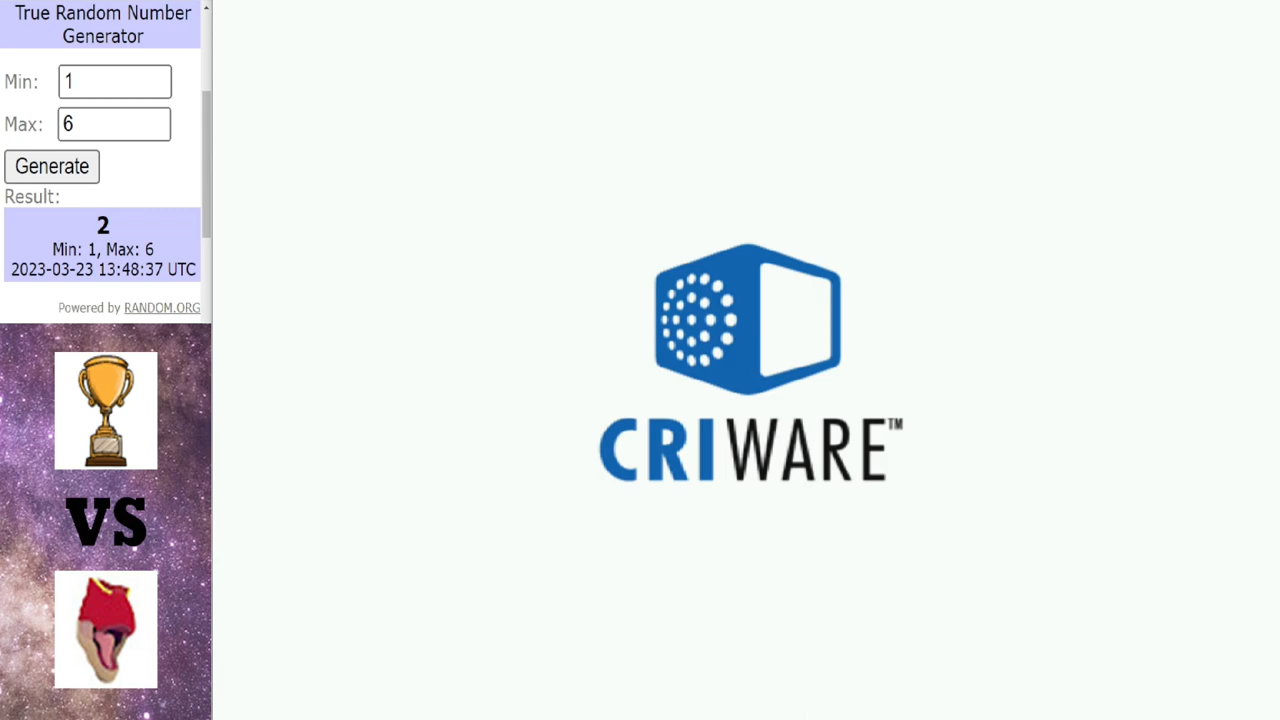 True Random Number
Generator
Min: 1
Max: 6
Generate
Result:
2
Min: 1, Max: 6
2023-03-23 13:48:37 UTC
Powered by RANDOM.ORG
VS
CRIWARE™